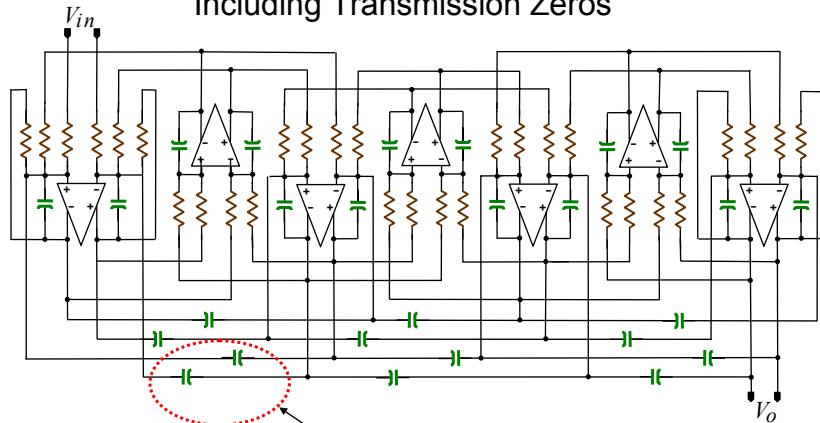 Including Transmission Zeros
Vin
+ - - + - - + + + - - + - - + + + - - + - - + + + - - +
Vo